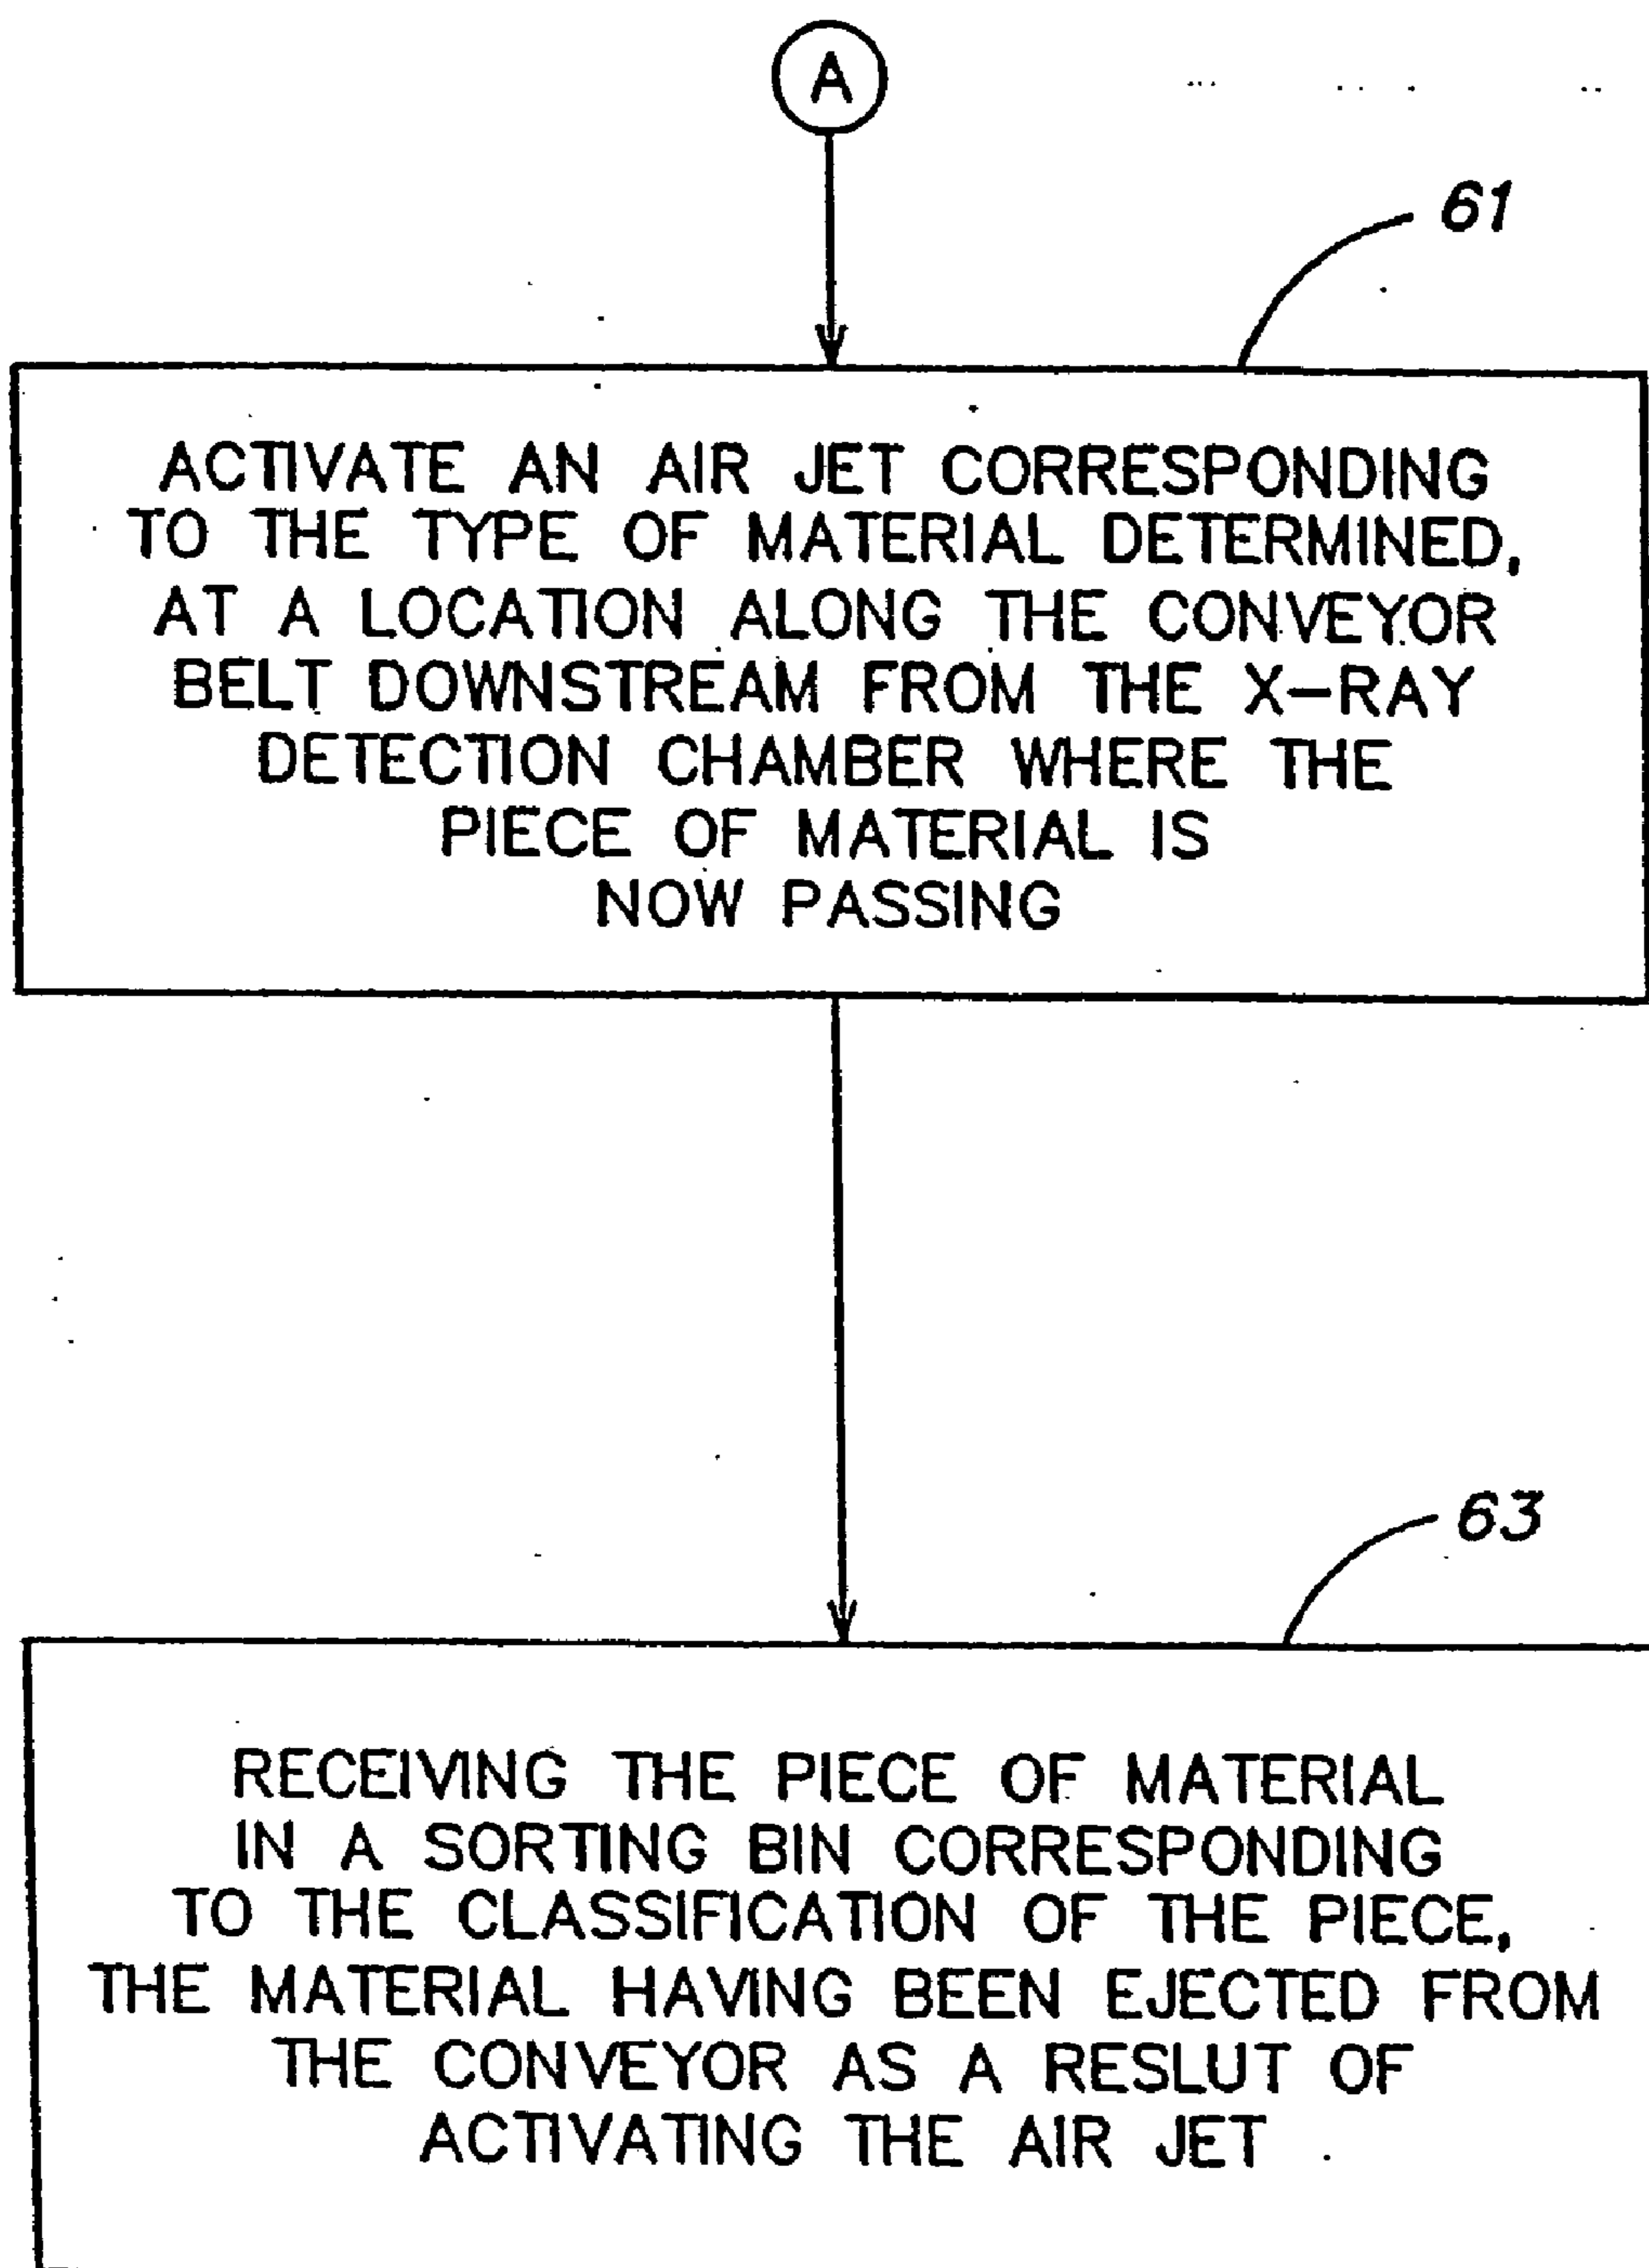 A
61
ACTIVATE AN AIR JET CORRESPONDING
TO THE TYPE OF MATERIAL DETERMINED,
AT A LOCATION ALONG THE CONVEYOR
BELT DOWNSTREAM FROM THE X-RAY
DETECTION CHAMBER WHERE THE
PIECE OF MATERIAL IS
NOW PASSING
63
RECEIVING THE PIECE OF MATERIAL
IN A SORTING BIN CORRESPONDING
TO THE CLASSIFICATION OF THE PIECE,
THE MATERIAL HAVING BEEN EJECTED FROM
THE CONVEYOR AS A RESLUT OF
ACTIVATING THE AIR JET